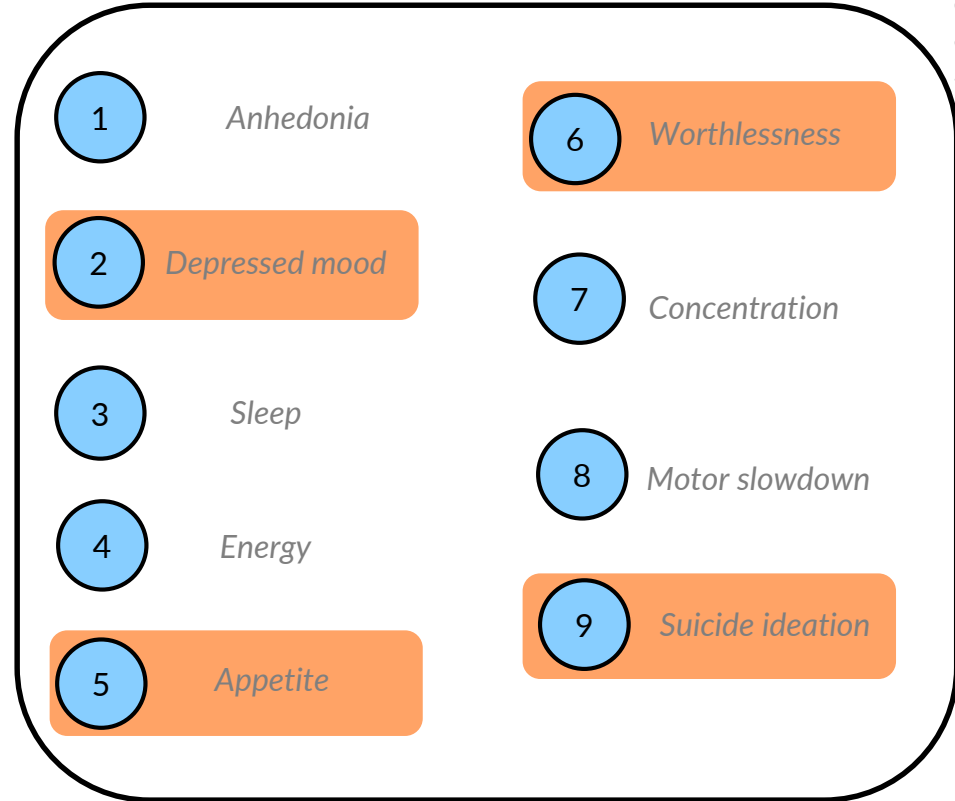 1 Anhedonia
2 Depressed mood
3 Sleep
4 Energy
5 Appetite
6 Worthlessness
7 Concentration
8 Motor slowdown
9 Suicide ideation